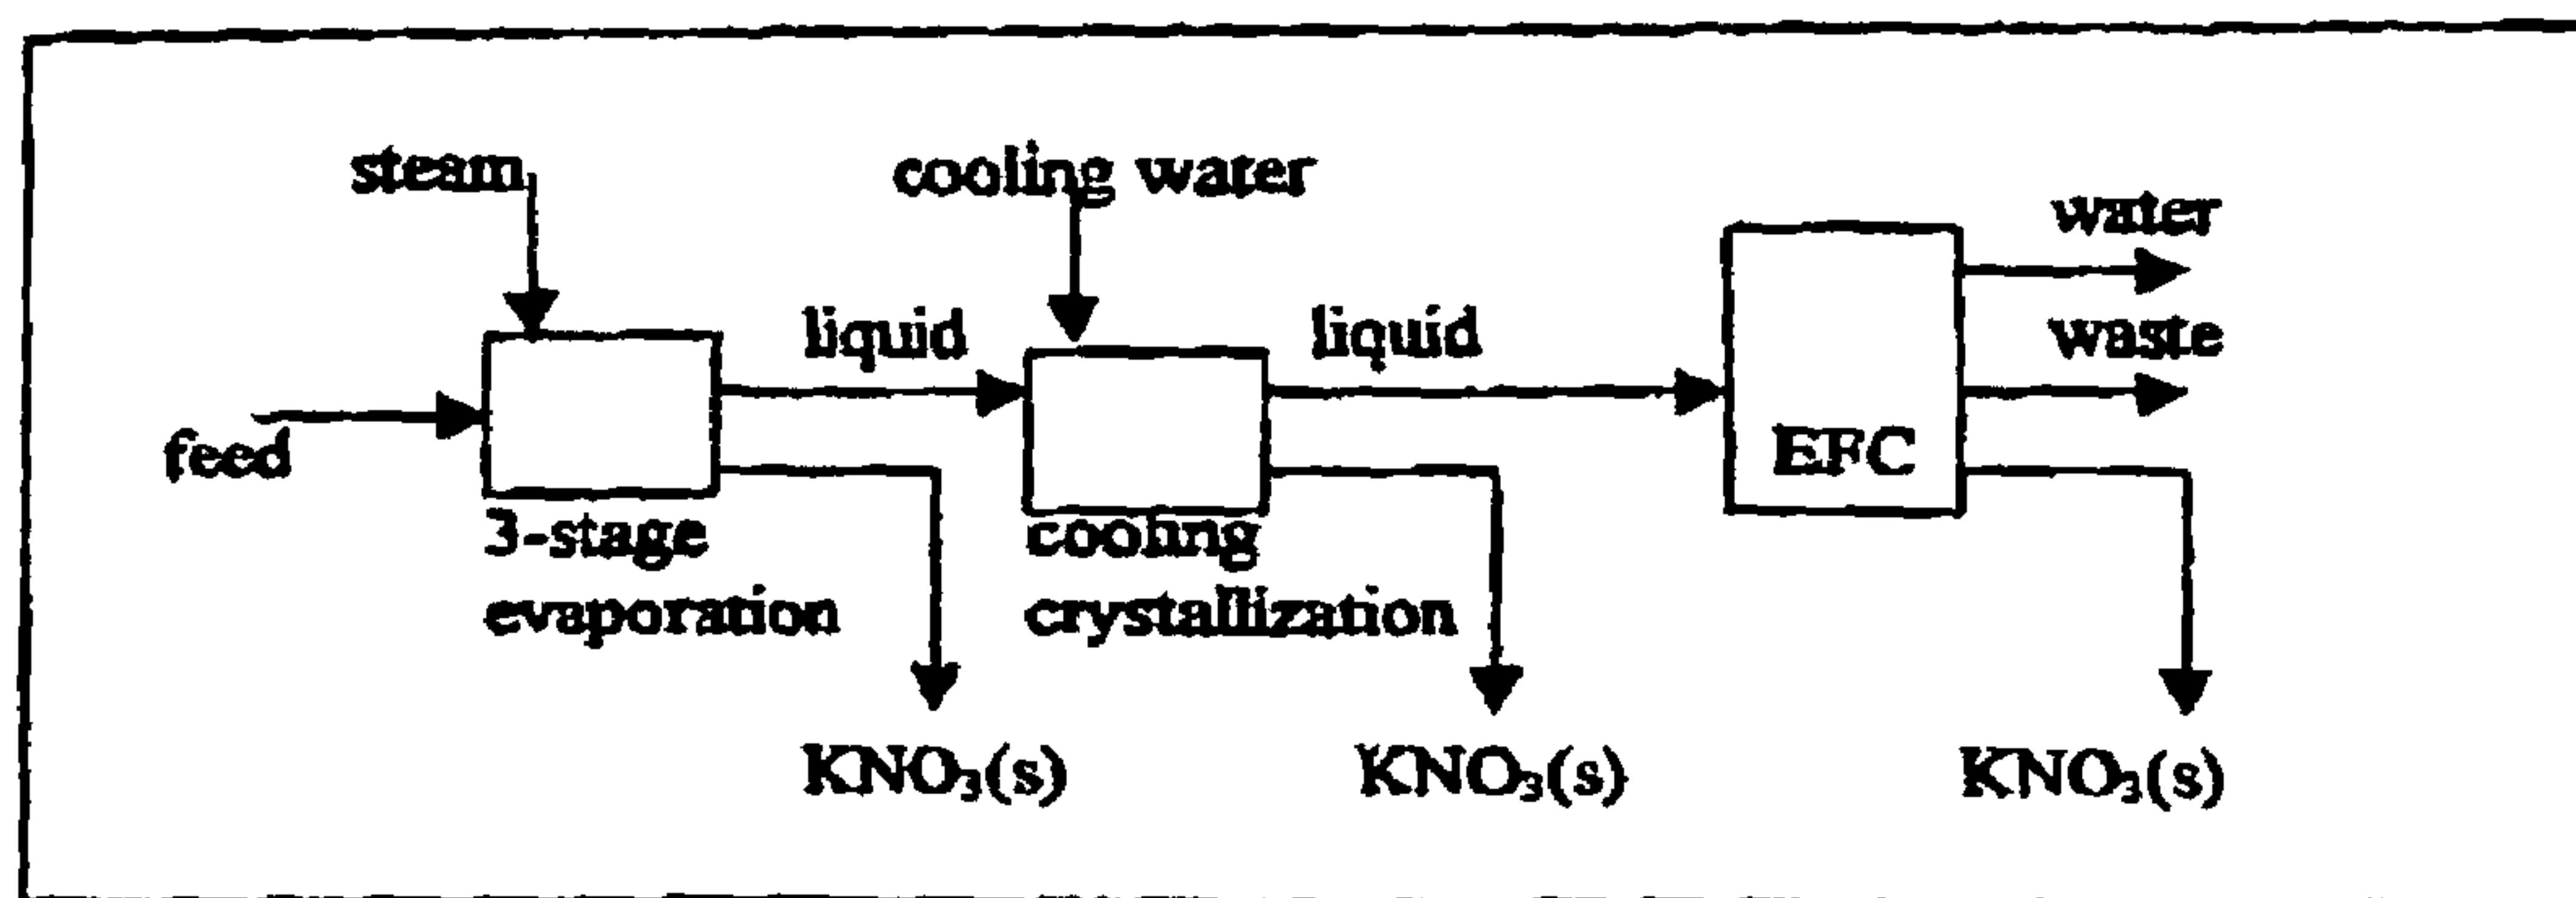 steam
cooling water
water
liquid
liquid
waste
feed
EFC
3-stage
evaporation
cooling
crystallization
KNO₃(s)
KNO₃(s)
KNO₃(s)